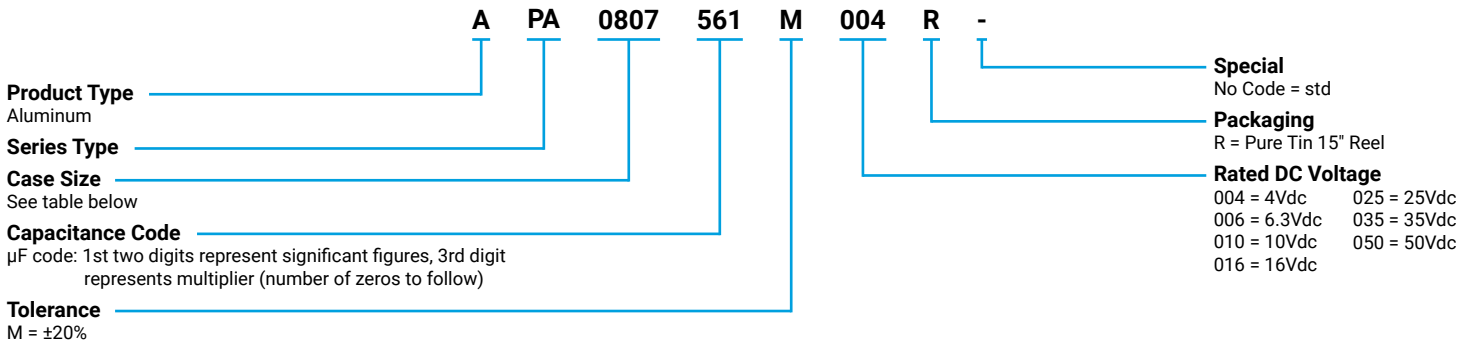 A PA 0807 561 M 004 R -
Product Type
Aluminum
Series Type
Case Size
See table below
Capacitance Code
µF code: 1st two digits represent significant figures, 3rd digit
represents multiplier (number of zeros to follow)
Tolerance
M = ±20%
Special
No Code = std
Packaging
R = Pure Tin 15" Reel
Rated DC Voltage
004 = 4Vdc 025 = 25Vdc
006 = 6.3Vdc 035 = 35Vdc
010 = 10Vdc 050 = 50Vdc
016 = 16Vdc